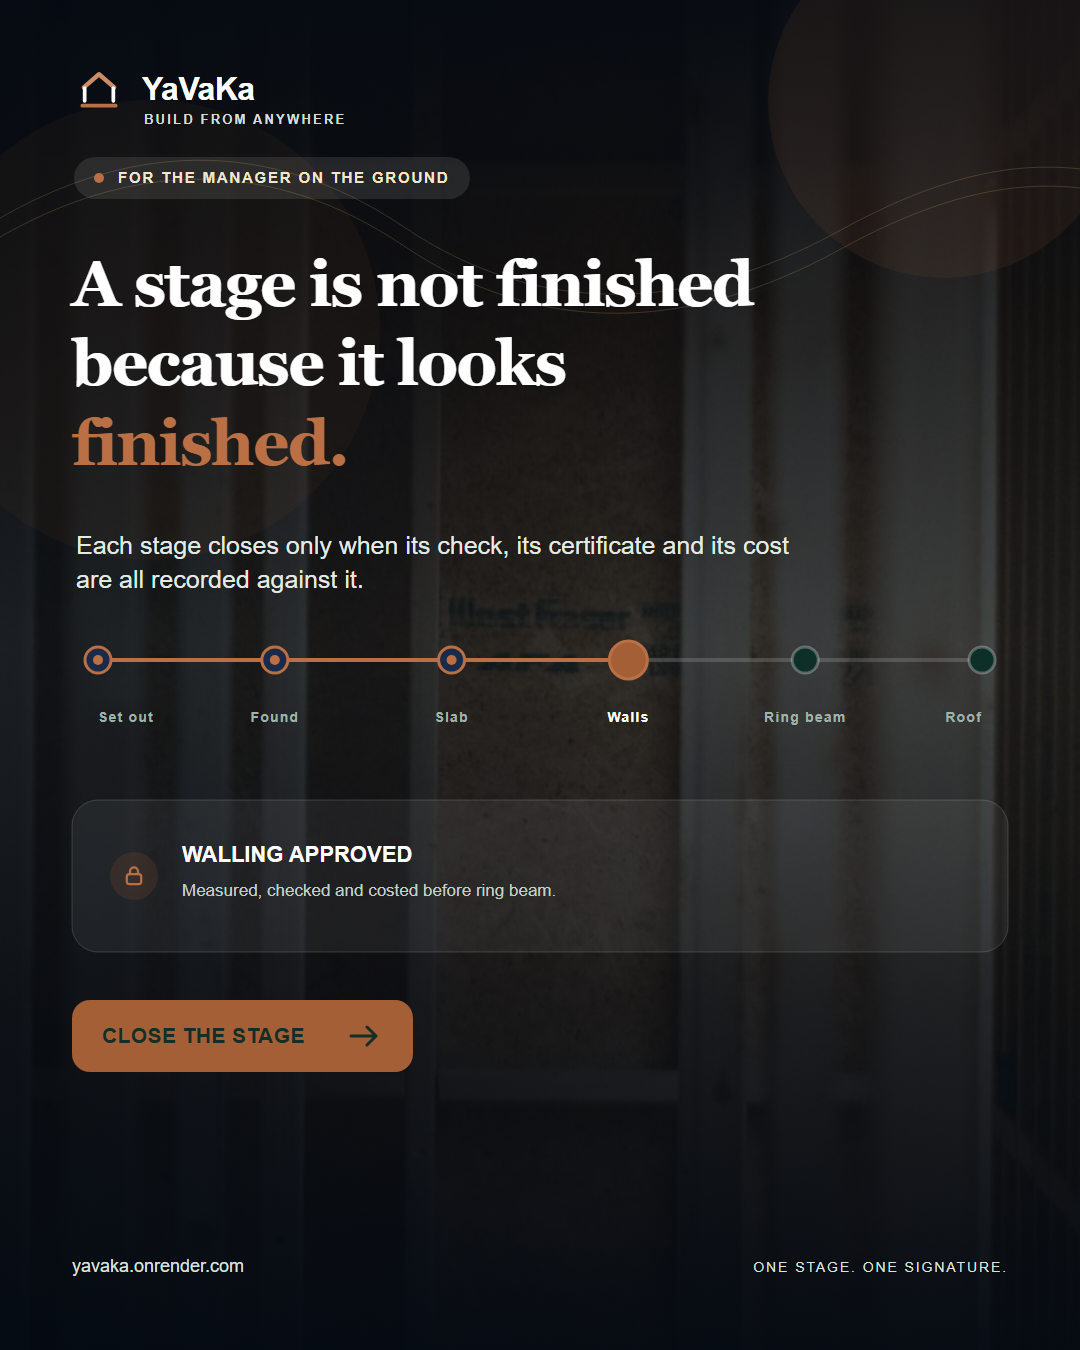 YaVaKa
BUILD FROM ANYWHERE
FOR THE MANAGER ON THE GROUND
A stage is not finished
because it looks
finished.
Each stage closes only when its check, its certificate and its cost
are all recorded against it.
Set out Found Slab Walls Ring beam Roof
WALLING APPROVED
Measured, checked and costed before ring beam.
CLOSE THE STAGE
yavaka.onrender.com
ONE STAGE. ONE SIGNATURE.